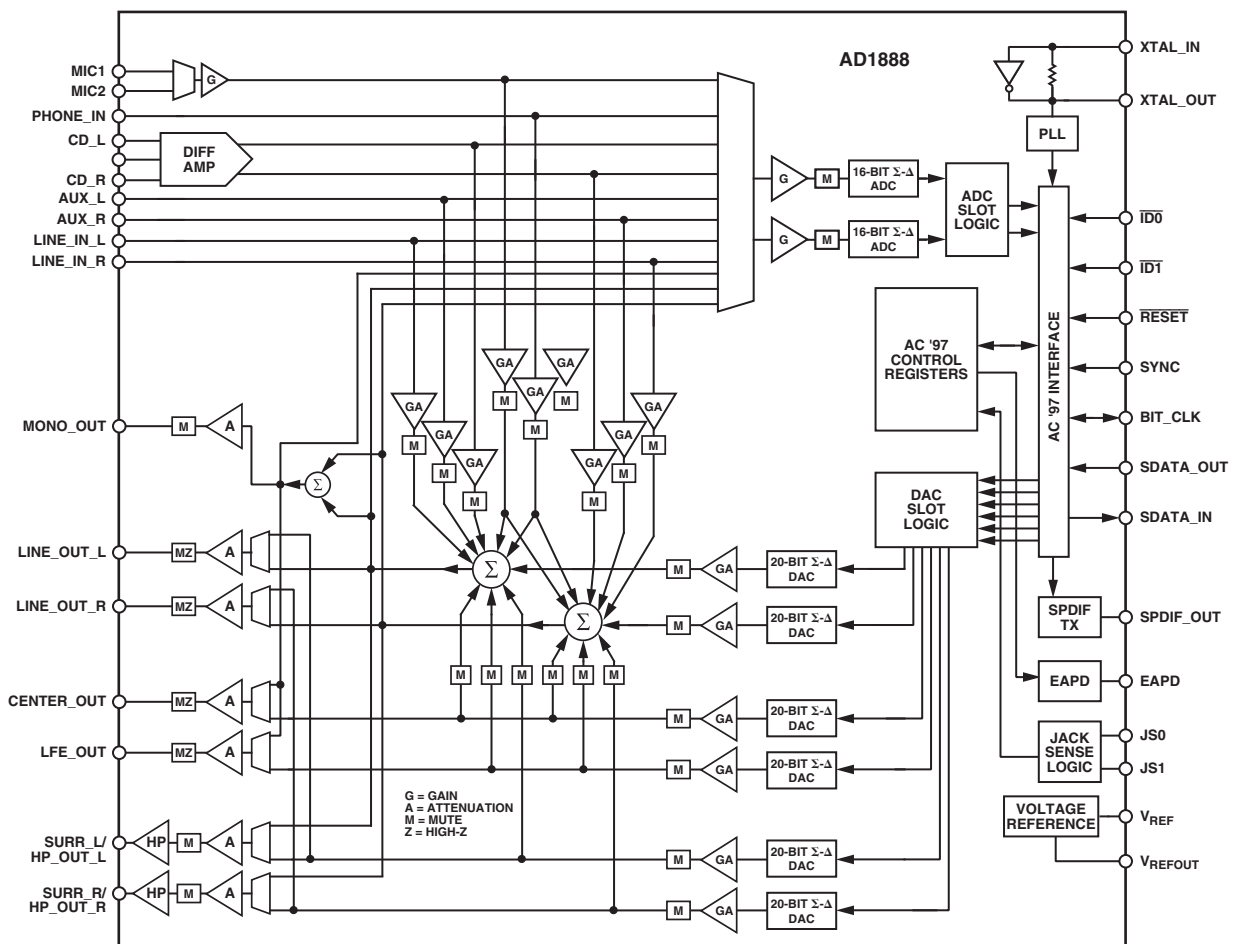 AD1888
MIC1
MIC2
PHONE_IN
CD_L
CD_R
AUX_L
AUX_R
LINE_IN_L
LINE_IN_R
MONO_OUT
LINE_OUT_L
LINE_OUT_R
CENTER_OUT
LFE_OUT
SURR_L/
HP_OUT_L
SURR_R/
HP_OUT_R
G
DIFF
AMP
G
M
16-BIT Σ-Δ
ADC
G
M
16-BIT Σ-Δ
ADC
ADC
SLOT
LOGIC
PLL
AC '97 INTERFACE
AC '97
CONTROL
REGISTERS
DAC
SLOT
LOGIC
GA
GA
GA
GA
GA
GA
GA
GA
GA
M
M
M
M
M
M
M
M
M
A
Σ
MZ
A
MZ
A
MZ
A
MZ
A
HP
M
A
HP
M
A
Σ
Σ
M
M
M
M
M
M
M
GA
20-BIT Σ-Δ
DAC
M
GA
20-BIT Σ-Δ
DAC
M
GA
20-BIT Σ-Δ
DAC
M
GA
20-BIT Σ-Δ
DAC
M
GA
20-BIT Σ-Δ
DAC
M
GA
20-BIT Σ-Δ
DAC
G = GAIN
A = ATTENUATION
M = MUTE
Z = HIGH-Z
SPDIF
TX
EAPD
JACK
SENSE
LOGIC
VOLTAGE
REFERENCE
XTAL_IN
XTAL_OUT
ID0
ID1
RESET
SYNC
BIT_CLK
SDATA_OUT
SDATA_IN
SPDIF_OUT
EAPD
JS0
JS1
VREF
VREFOUT